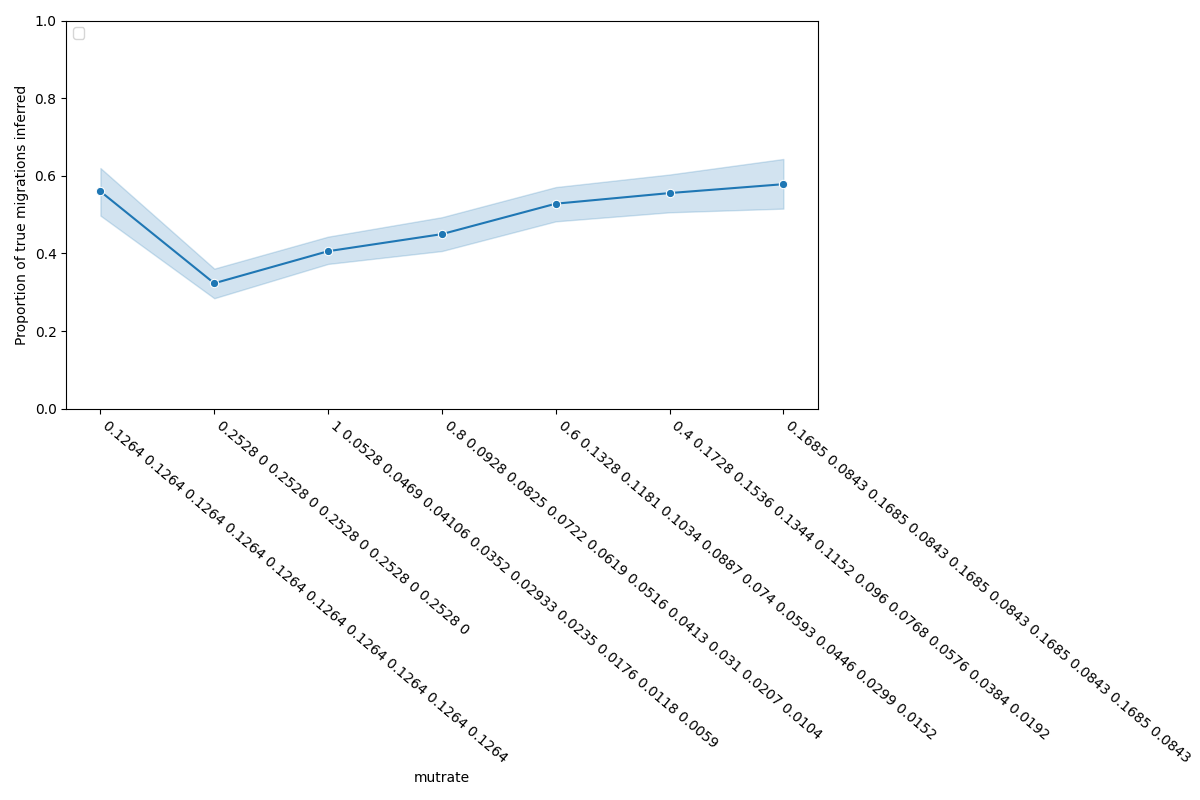 1.0
0.8
0.6
0.4
0.2
0.0
Proportion of true migrations inferred
0.1264 0.1264 0.1264 0.1264 0.1264 0.1264 0.1264 0.1264 0.1264 0.1264
0.2528 0 0.2528 0 0.2528 0 0.2528 0 0.2528 0
1 0.0528 0.0469 0.04106 0.0352 0.02933 0.0235 0.0176 0.0118 0.0059
0.8 0.0928 0.0825 0.0722 0.0619 0.0516 0.0413 0.031 0.0207 0.0104
0.6 0.1328 0.1181 0.1034 0.0887 0.074 0.0593 0.0446 0.0299 0.0152
0.4 0.1728 0.1536 0.1344 0.1152 0.096 0.0768 0.0576 0.0384 0.0192
0.1685 0.0843 0.1685 0.0843 0.1685 0.0843 0.1685 0.0843 0.1685 0.0843
mutrate